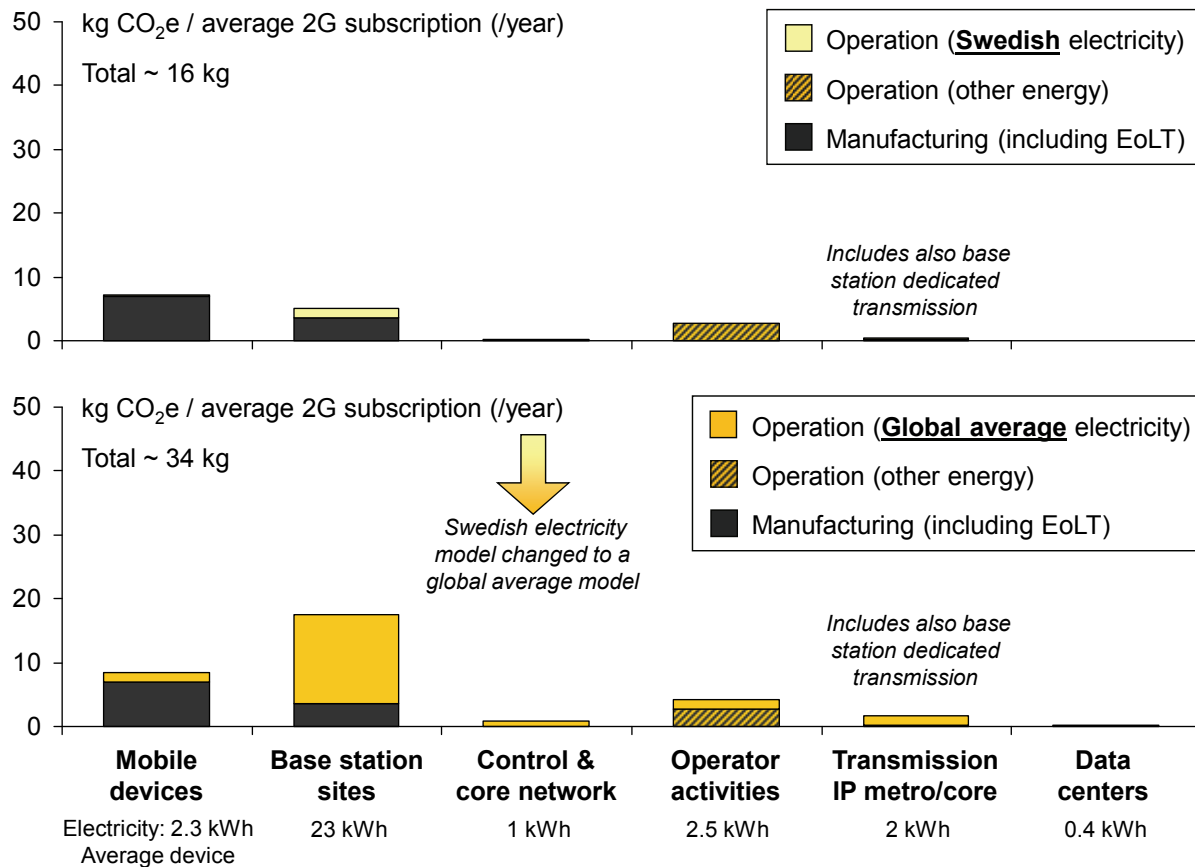 kg CO2e / average 2G subscription (/year)
Total ~ 16 kg
50
40
30
20
10
0
Operation (Swedish electricity)
Operation (other energy)
Manufacturing (including EoLT)
Includes also base
station dedicated
transmission
kg CO2e / average 2G subscription (/year)
Total ~ 34 kg
50
40
30
20
10
0
Operation (Global average electricity)
Operation (other energy)
Manufacturing (including EoLT)
Swedish electricity
model changed to a
global average model
Includes also base
station dedicated
transmission
Mobile
devices
Electricity: 2.3 kWh
Average device
Base station
sites
23 kWh
Control &
core network
1 kWh
Operator
activities
2.5 kWh
Transmission
IP metro/core
2 kWh
Data
centers
0.4 kWh